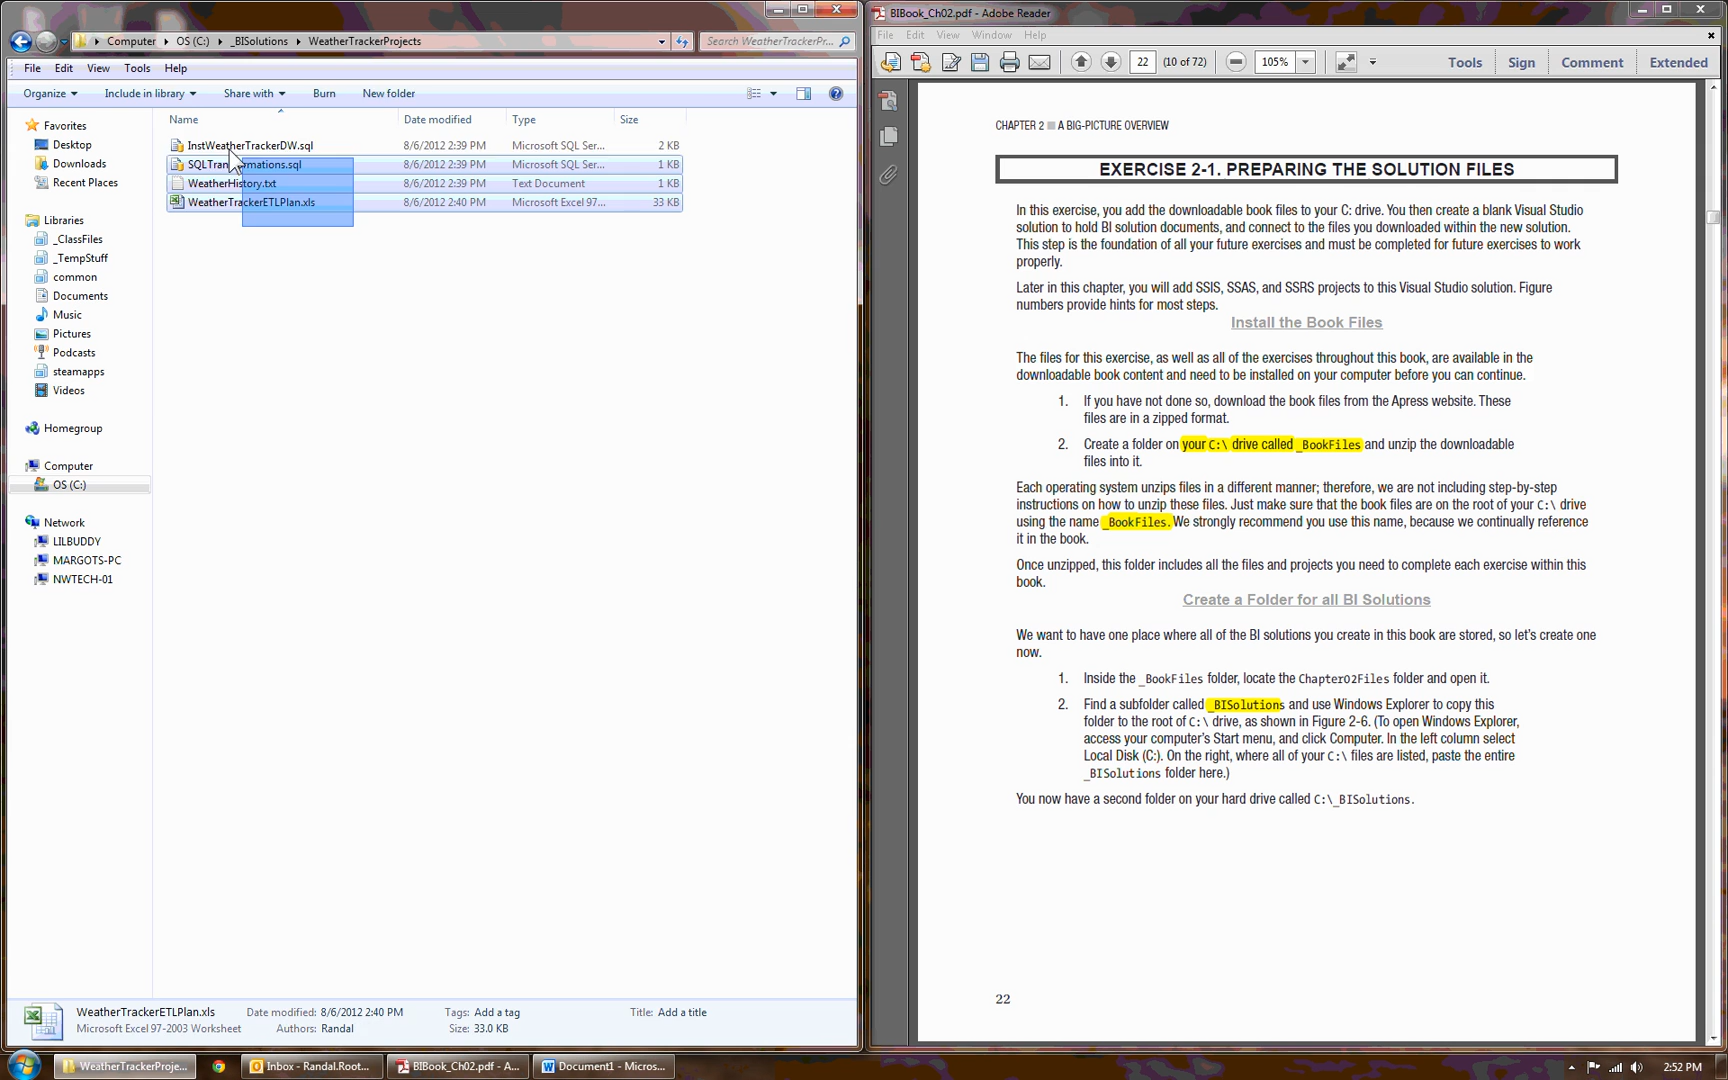 Computer ▸ OS (C:) ▸ _BISolutions ▸ WeatherTrackerProjects
Search WeatherTrackerPr...
File Edit View Tools Help
Organize Include in library Share with Burn New folder
Name Date modified Type Size
InstWeatherTrackerDW.sql 8/6/2012 2:39 PM Microsoft SQL Ser... 2 KB
SQLTransformations.sql 8/6/2012 2:39 PM Microsoft SQL Ser... 1 KB
WeatherHistory.txt 8/6/2012 2:39 PM Text Document 1 KB
WeatherTrackerETLPlan.xls 8/6/2012 2:40 PM Microsoft Excel 97... 33 KB
Favorites
Desktop
Downloads
Recent Places
Libraries
_ClassFiles
_TempStuff
common
Documents
Music
Pictures
Podcasts
steamapps
Videos
Homegroup
Computer
OS (C:)
Network
LILBUDDY
MARGOTS-PC
NWTECH-01
WeatherTrackerETLPlan.xls Date modified: 8/6/2012 2:40 PM Tags: Add a tag Title: Add a title
Microsoft Excel 97-2003 Worksheet Authors: Randal Size: 33.0 KB
BIBook_Ch02.pdf - Adobe Reader
File Edit View Window Help
22 (10 of 72) 105% Tools Sign Comment Extended
CHAPTER 2 ■ A BIG-PICTURE OVERVIEW
EXERCISE 2-1. PREPARING THE SOLUTION FILES
In this exercise, you add the downloadable book files to your C: drive. You then create a blank Visual Studio
solution to hold BI solution documents, and connect to the files you downloaded within the new solution.
This step is the foundation of all your future exercises and must be completed for future exercises to work
properly.
Later in this chapter, you will add SSIS, SSAS, and SSRS projects to this Visual Studio solution. Figure
numbers provide hints for most steps.
Install the Book Files
The files for this exercise, as well as all of the exercises throughout this book, are available in the
downloadable book content and need to be installed on your computer before you can continue.
1. If you have not done so, download the book files from the Apress website. These
files are in a zipped format.
2. Create a folder on your C:\ drive called _BookFiles and unzip the downloadable
files into it.
Each operating system unzips files in a different manner; therefore, we are not including step-by-step
instructions on how to unzip these files. Just make sure that the book files are on the root of your C:\ drive
using the name _BookFiles. We strongly recommend you use this name, because we continually reference
it in the book.
Once unzipped, this folder includes all the files and projects you need to complete each exercise within this
book.
Create a Folder for all BI Solutions
We want to have one place where all of the BI solutions you create in this book are stored, so let's create one
now.
1. Inside the _BookFiles folder, locate the Chapter02Files folder and open it.
2. Find a subfolder called _BISolutions and use Windows Explorer to copy this
folder to the root of C:\ drive, as shown in Figure 2-6. (To open Windows Explorer,
access your computer's Start menu, and click Computer. In the left column select
Local Disk (C:). On the right, where all of your C:\ files are listed, paste the entire
_BISolutions folder here.)
You now have a second folder on your hard drive called C:\_BISolutions.
22
WeatherTrackerProje... Inbox - Randal.Root... BIBook_Ch02.pdf - A... Document1 - Micros... 2:52 PM